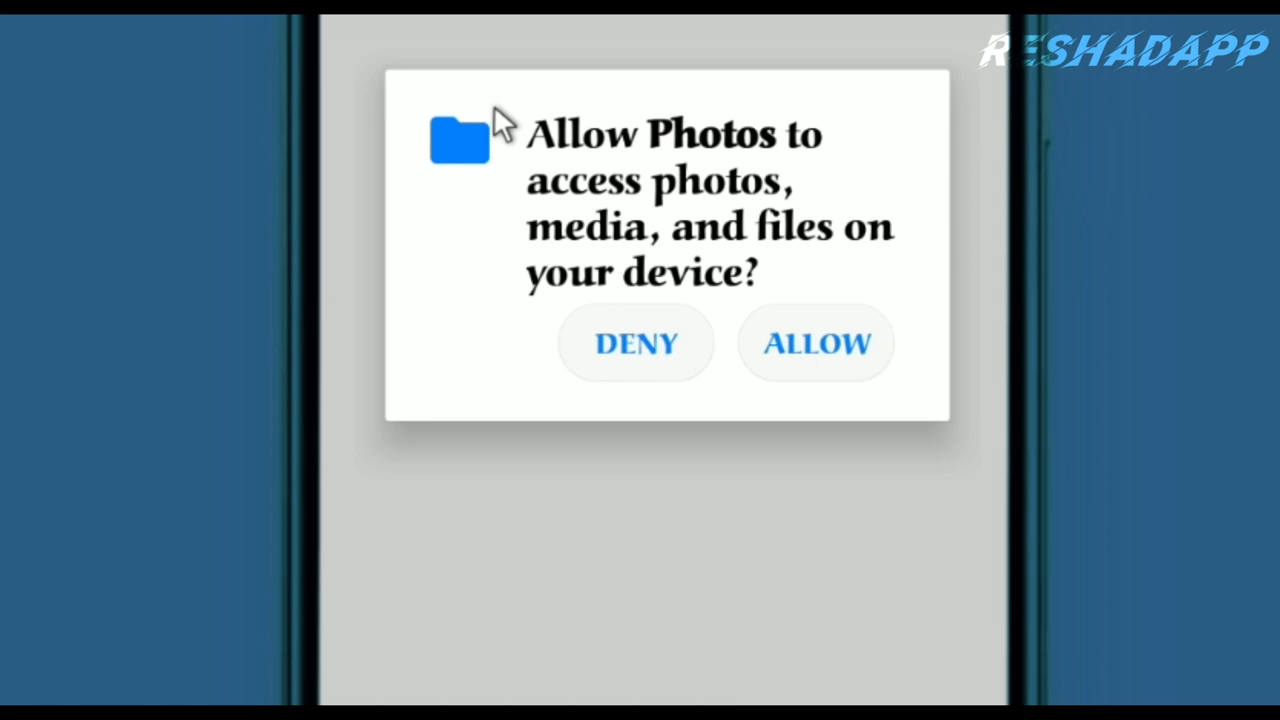 RESHADAPP
Allow Photos to
access photos,
media, and files on
your device?
DENY ALLOW